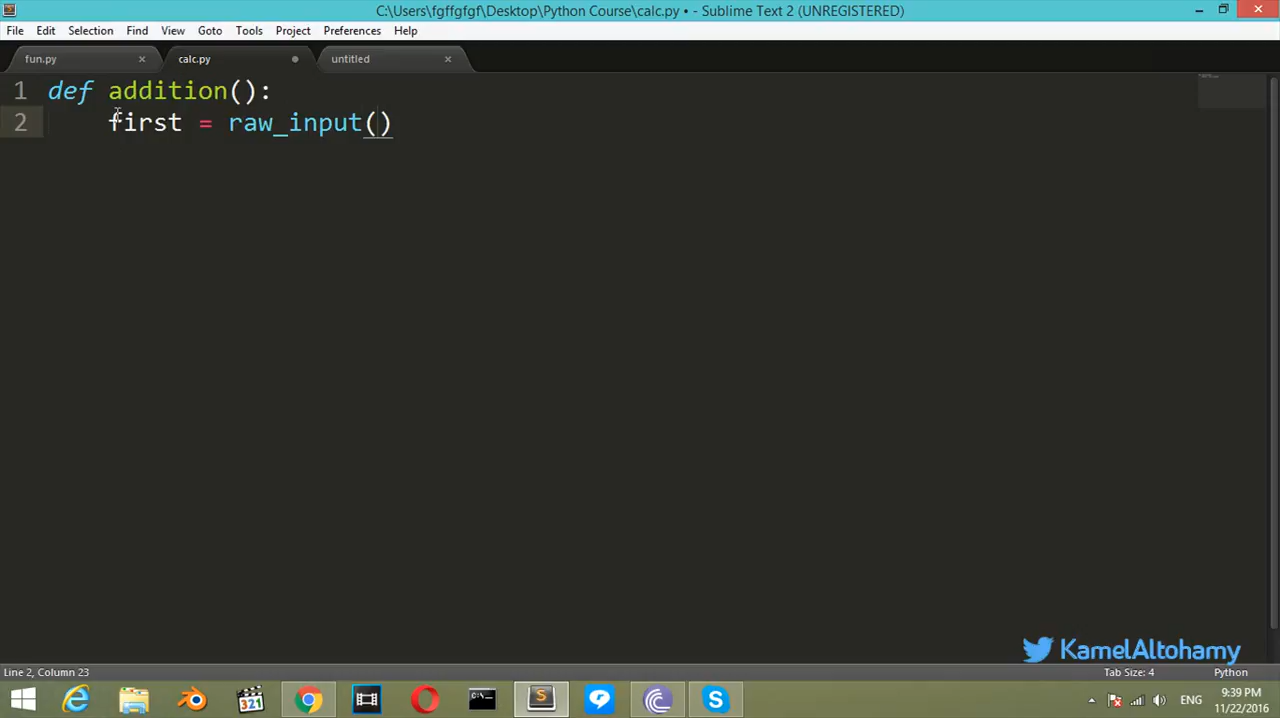 C:\Users\fgffgfgf\Desktop\Python Course\calc.py • - Sublime Text 2 (UNREGISTERED)
File Edit Selection Find View Goto Tools Project Preferences Help
fun.py calc.py untitled
1 def addition():
2 first = raw_input()
KamelAltohamy
Line 2, Column 23 Tab Size: 4 Python
321 C:\. S S ENG 9:39 PM
11/22/2016